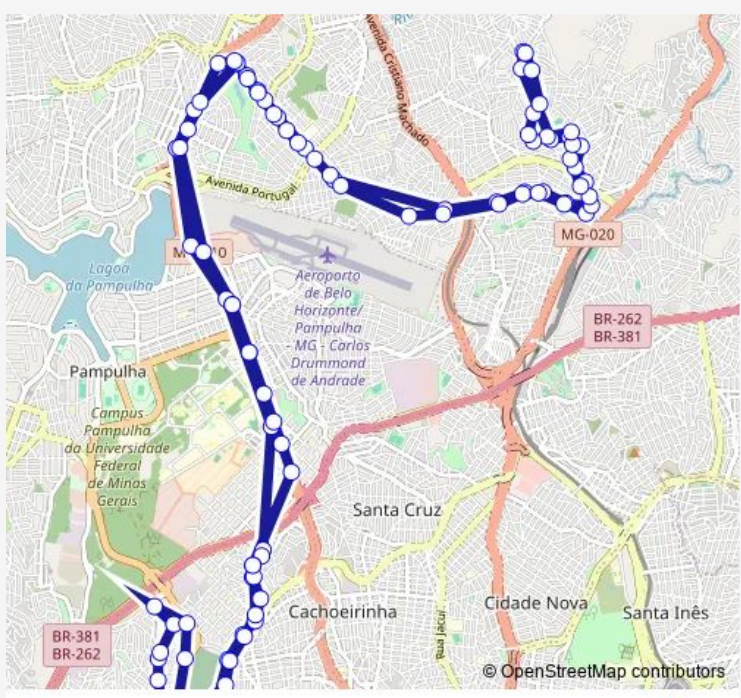 Avenida Cristiano Machado
Avenida Portugal
MG-020
Lagoa
da Pampulha
Aeroporto
de Belo
Horizonte/
Pampulha
- MG - Carlos
Drummond
de Andrade
BR-262
BR-381
Pampulha
Campus
Pampulha
da Universidade
Federal
de Minas
Gerais
Santa Cruz
Cachoeirinha
Cidade Nova
Santa Inês
BR-381
BR-262
© OpenStreetMap contributors